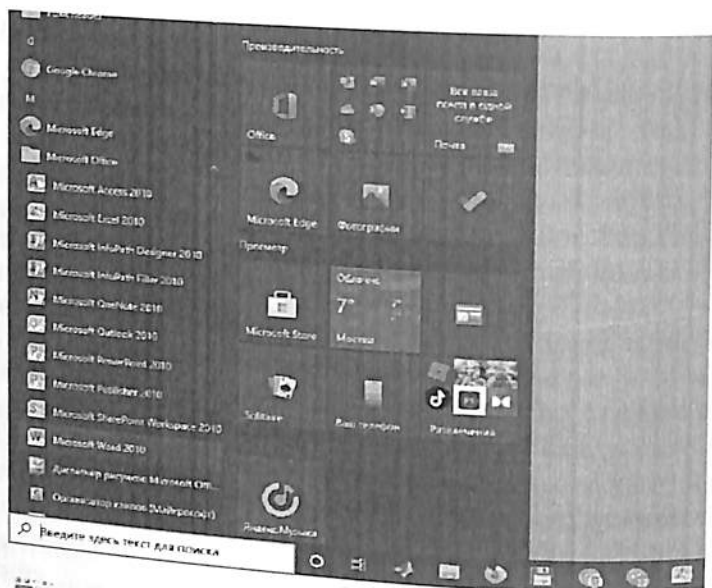 G
Google Chrome
M
Microsoft Edge
Microsoft Office
Microsoft Access 2010
Microsoft Excel 2010
Microsoft InfoPath Designer 2010
Microsoft InfoPath Filler 2010
Microsoft OneNote 2010
Microsoft Outlook 2010
Microsoft PowerPoint 2010
Microsoft Publisher 2010
Microsoft SharePoint Workspace 2010
Microsoft Word 2010
Диспетчер рисунков Microsoft Offi...
Организатор клипов (Майкрософт)
Введите здесь текст для поиска
Производительность
Office
Вся ваша
почта в одной
службе
Почта
Microsoft Edge
Фотографии
Просмотр
Microsoft Store
Облачно
7°
Москва
Solitaire
Ваш телефон
Развлечения
Яндекс.Музыка